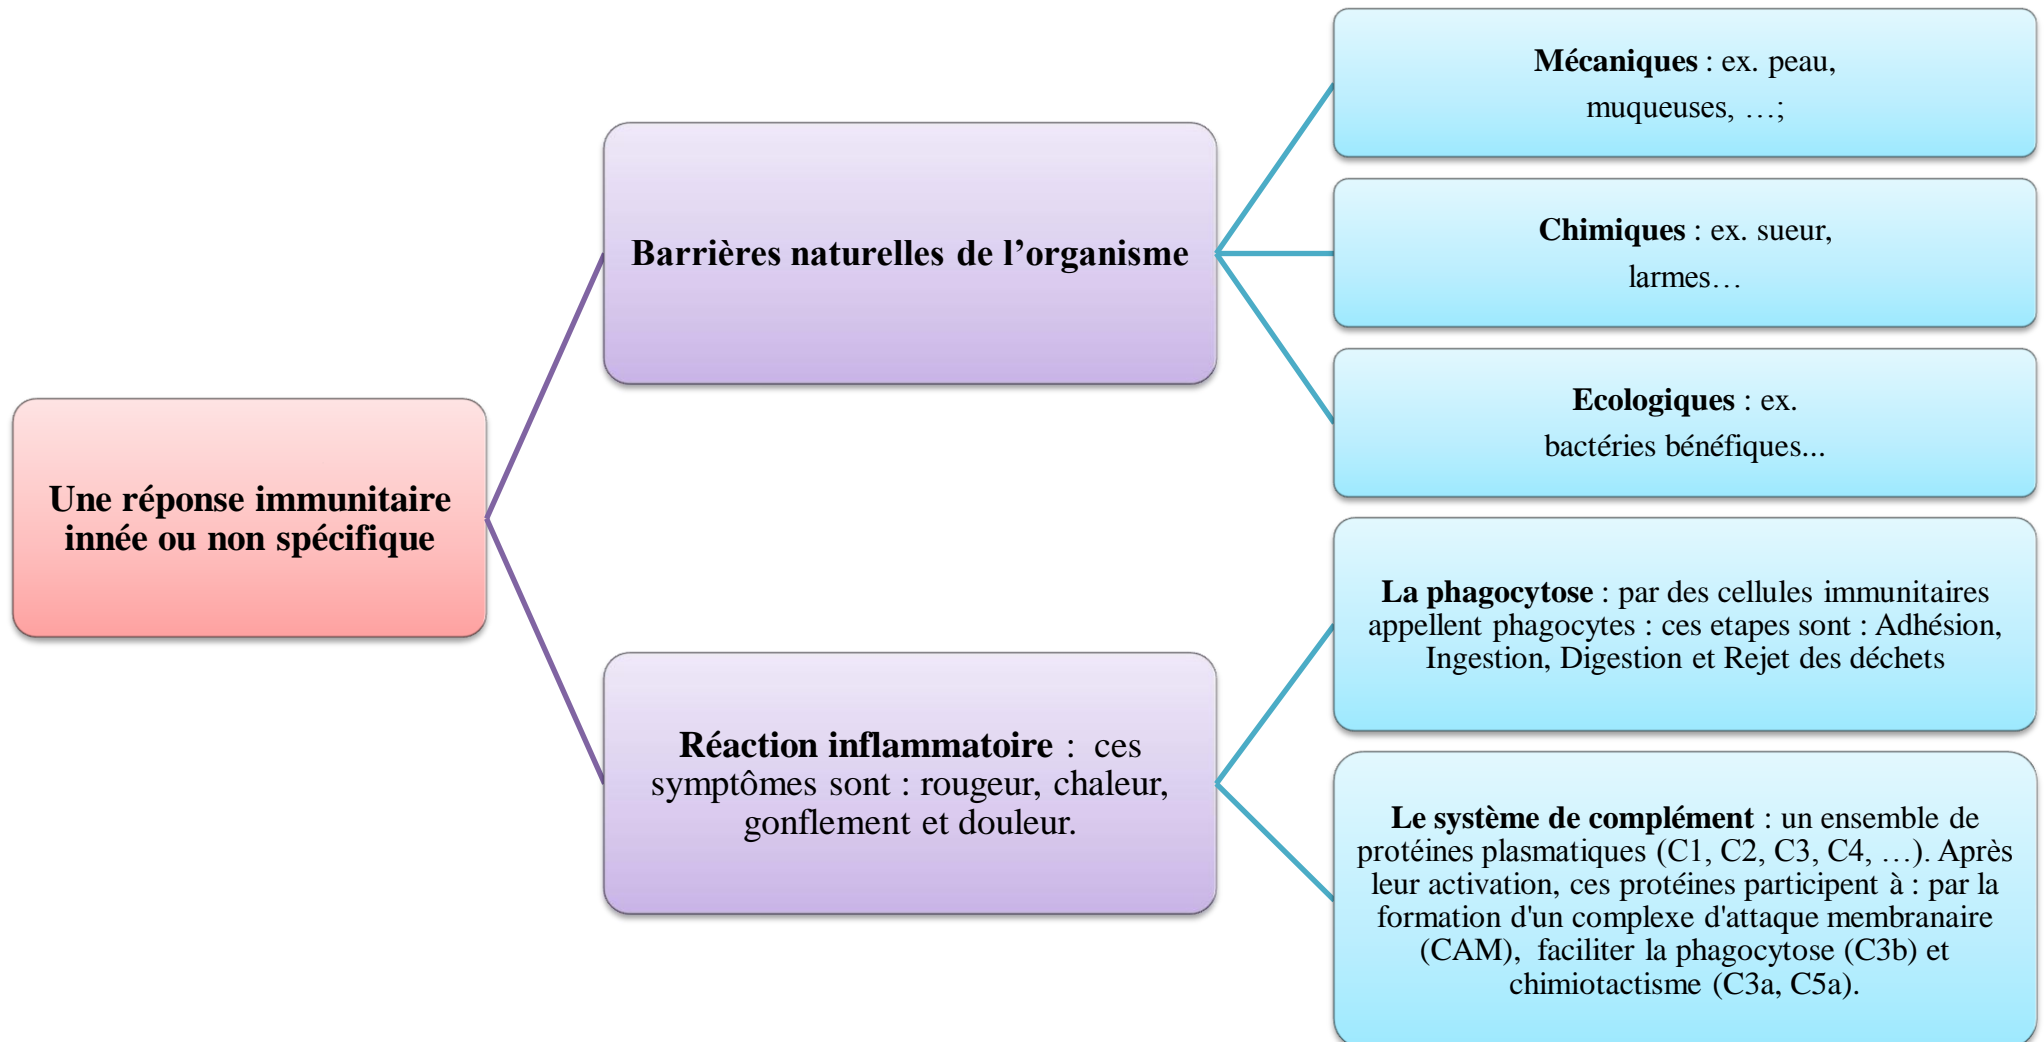 Mécaniques : ex. peau,
muqueuses, …;
Barrières naturelles de l’organisme
Chimiques : ex. sueur,
larmes…
Ecologiques : ex.
bactéries bénéfiques...
Une réponse immunitaire
innée ou non spécifique
La phagocytose : par des cellules immunitaires
appellent phagocytes : ces etapes sont : Adhésion,
Ingestion, Digestion et Rejet des déchets
Réaction inflammatoire : ces
symptômes sont : rougeur, chaleur,
gonflement et douleur.
Le système de complément : un ensemble de
protéines plasmatiques (C1, C2, C3, C4, …). Après
leur activation, ces protéines participent à : par la
formation d'un complexe d'attaque membranaire
(CAM), faciliter la phagocytose (C3b) et
chimiotactisme (C3a, C5a).